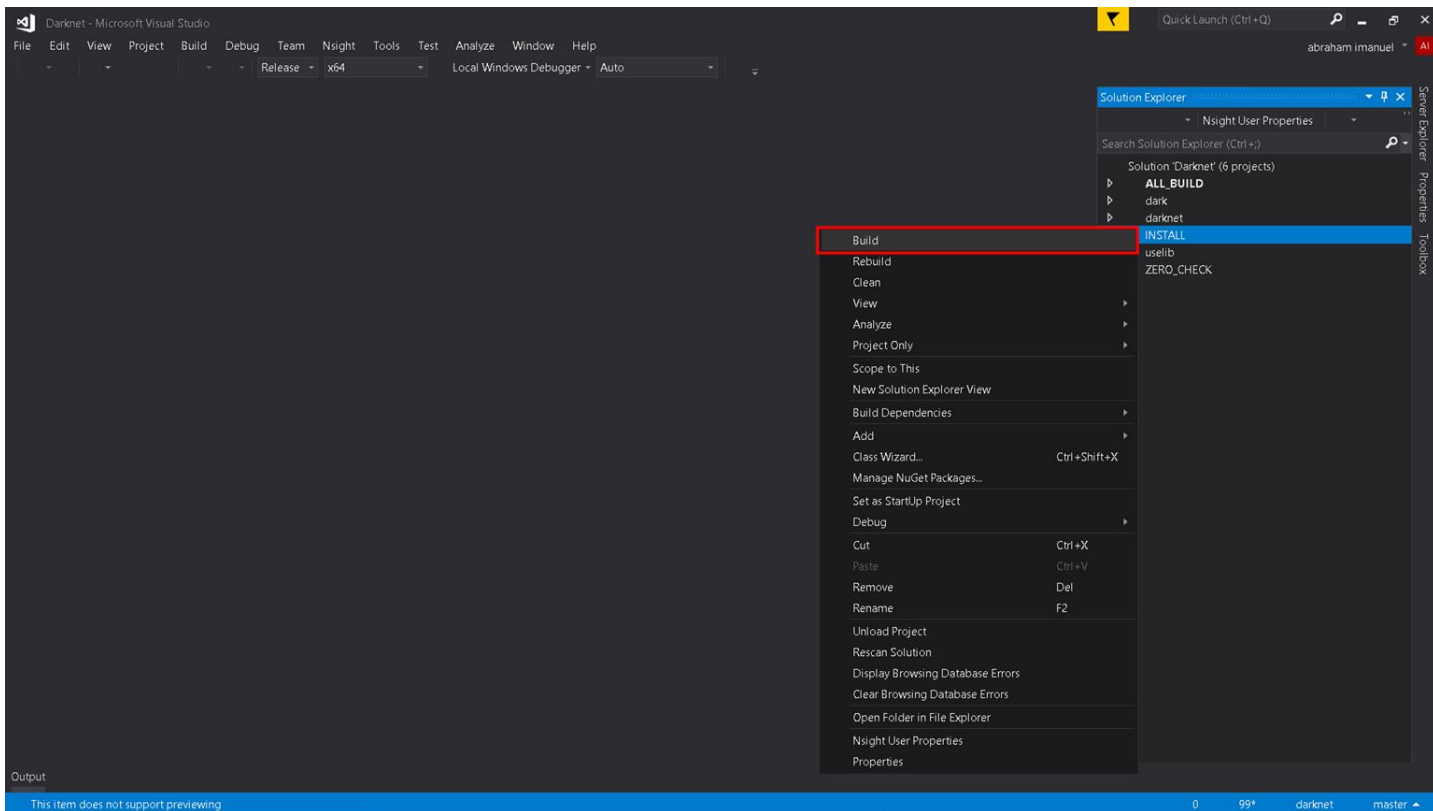 Darknet - Microsoft Visual Studio
Quick Launch (Ctrl+Q)
File Edit View Project Build Debug Team Nsight Tools Test Analyze Window Help
abraham imanuel AI
Release x64 Local Windows Debugger Auto
Solution Explorer
Nsight User Properties
Search Solution Explorer (Ctrl+;)
Solution 'Darknet' (6 projects)
ALL_BUILD
dark
darknet
INSTALL
uselib
ZERO_CHECK
Server Explorer
Properties
Toolbox
Build
Rebuild
Clean
View
Analyze
Project Only
Scope to This
New Solution Explorer View
Build Dependencies
Add
Class Wizard... Ctrl+Shift+X
Manage NuGet Packages...
Set as StartUp Project
Debug
Cut Ctrl+X
Paste Ctrl+V
Remove Del
Rename F2
Unload Project
Rescan Solution
Display Browsing Database Errors
Clear Browsing Database Errors
Open Folder in File Explorer
Nsight User Properties
Properties
Output
This item does not support previewing
0 99* darknet master